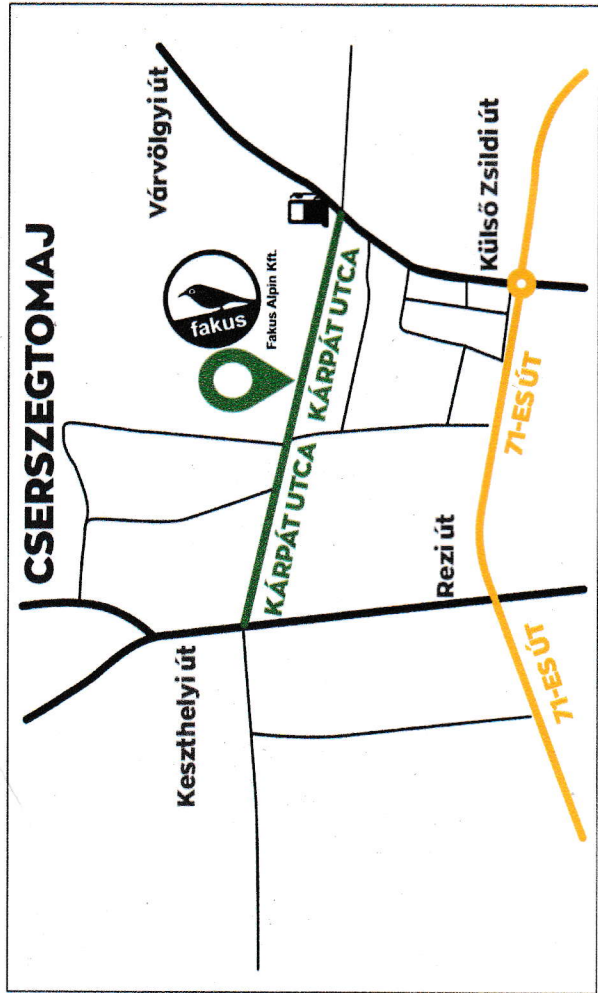 CSERSZEGTOMAJ
Várvölgyi út
fakus
Fakus Alpin Kft.
Keszthelyi út
KÁRPÁT UTCA
KÁRPÁT UTCA
Rezi út
Külső Zsildi út
71-ES ÚT
71-ES ÚT